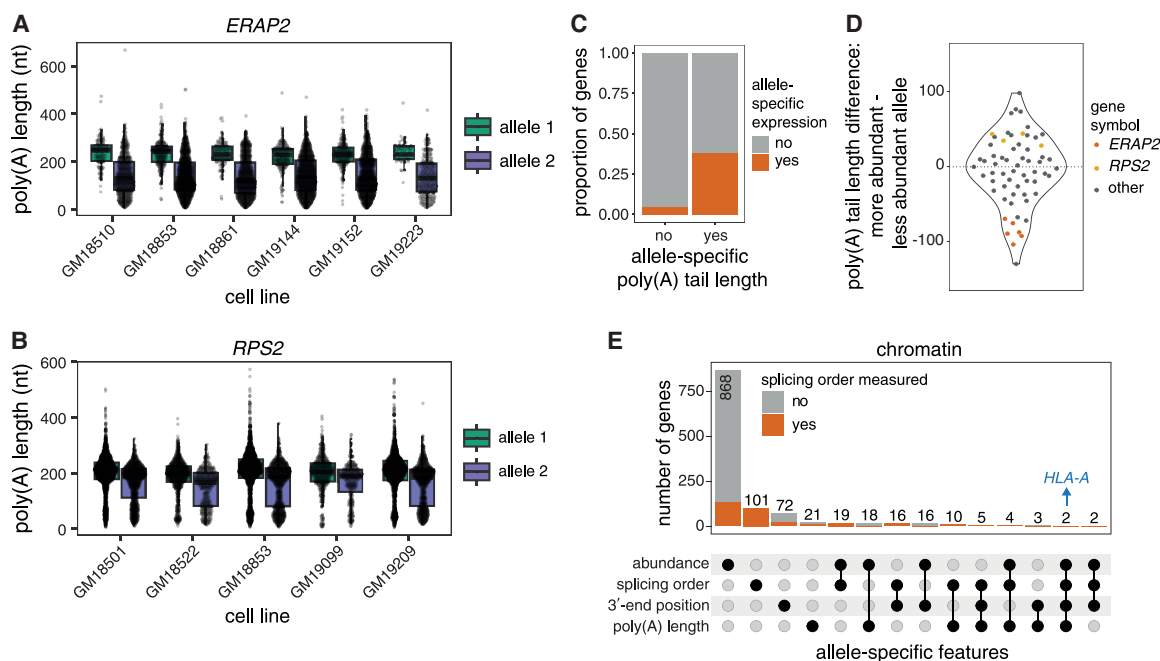 A
ERAP2
poly(A) length (nt)
600
400
200
0
GM18510
GM18853
GM18861
GM19144
GM19152
GM19223
cell line
allele 1
allele 2
B
RPS2
poly(A) length (nt)
600
400
200
0
GM18501
GM18522
GM18853
GM19099
GM19209
cell line
allele 1
allele 2
C
proportion of genes
1.00
0.75
0.50
0.25
0.00
no
yes
allele-specific
poly(A) tail length
allele-
specific
expression
no
yes
D
poly(A) tail length difference:
more abundant -
less abundant allele
100
0
-100
gene
symbol
ERAP2
RPS2
other
E
chromatin
number of genes
750
500
250
0
splicing order measured
no
yes
868
101
72
21
19
18
16
16
10
5
4
3
2
2
HLA-A
abundance
splicing order
3′-end position
poly(A) length
allele-specific features